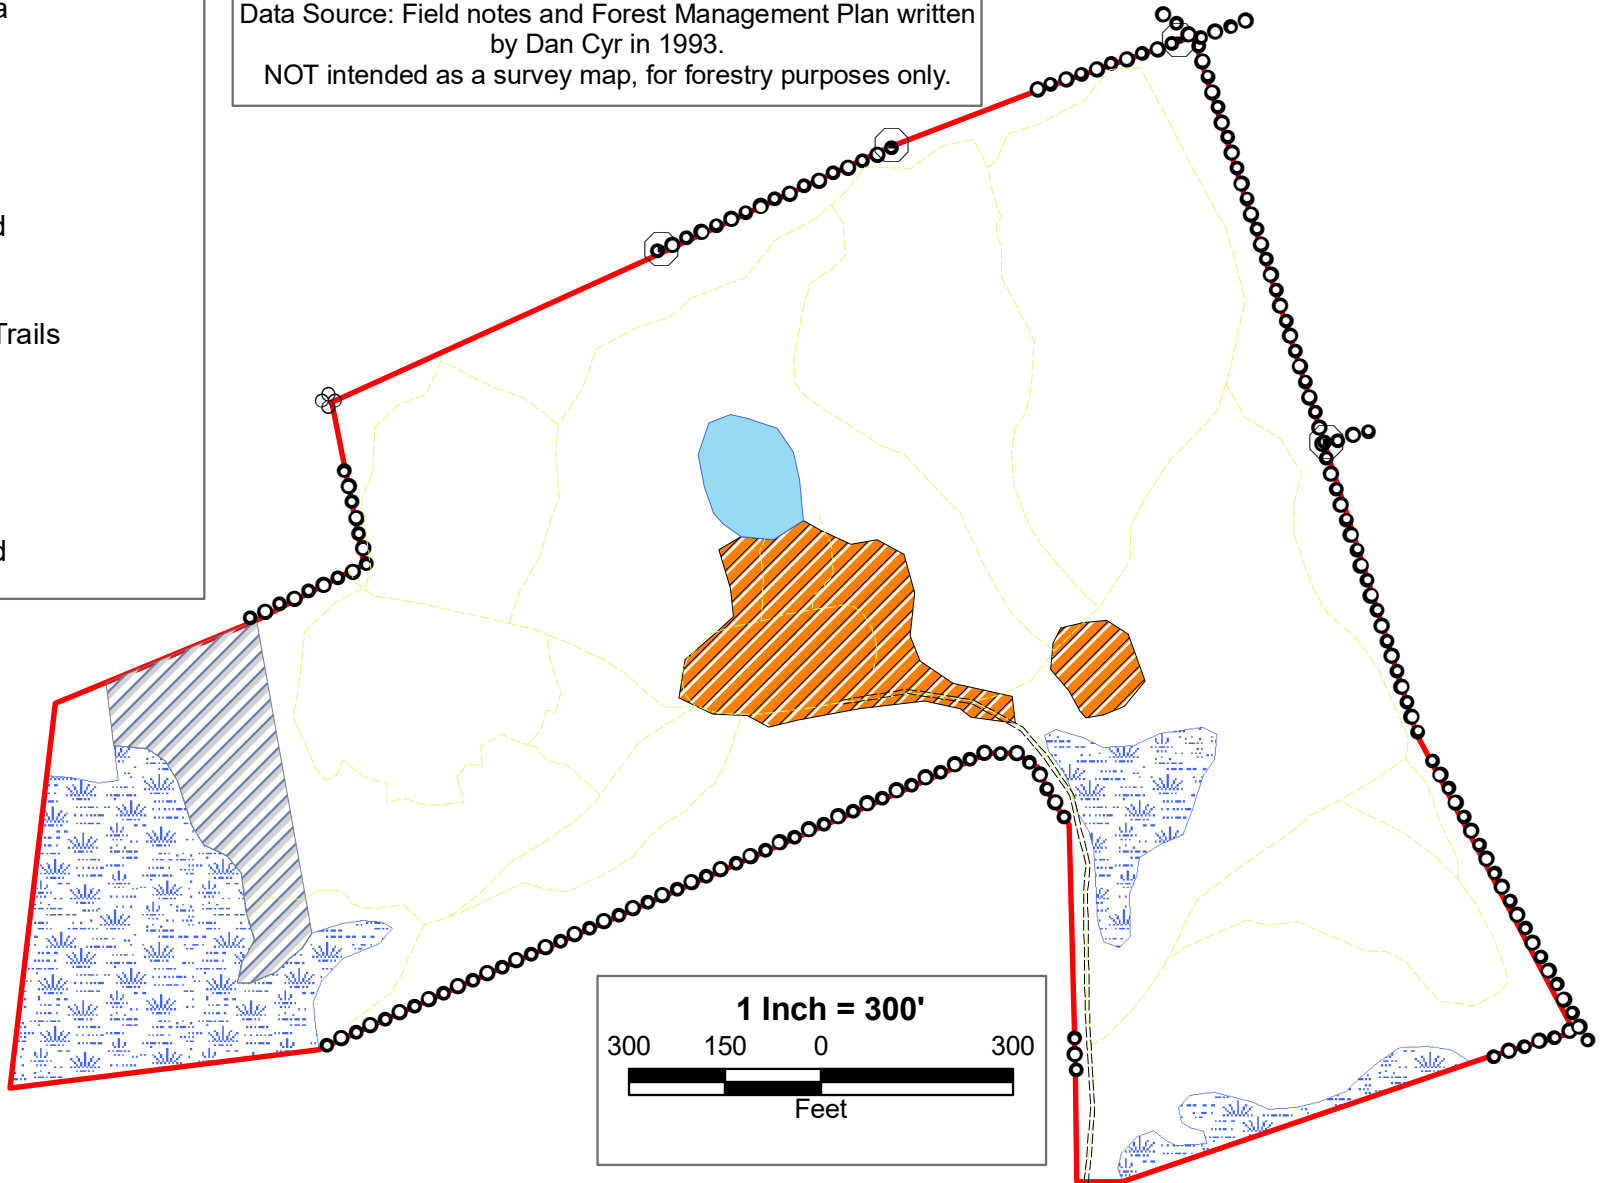 Data Source: Field notes and Forest Management Plan written
by Dan Cyr in 1993.
NOT intended as a survey map, for forestry purposes only.
Trails
1 Inch = 300'
300 150 0 300
Feet